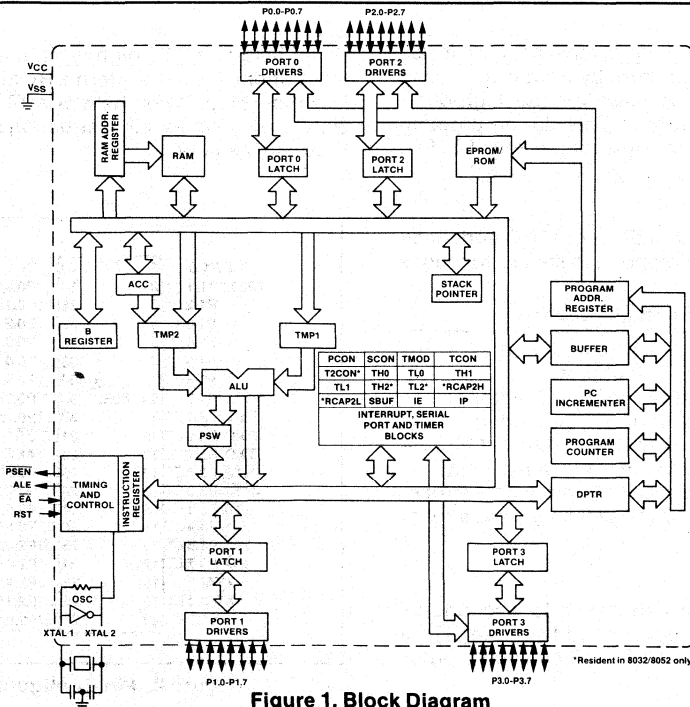 P0.0-P0.7
P2.0-P2.7
PORT 0
DRIVERS
PORT 2
DRIVERS
VCC
VSS
RAM ADDR.
REGISTER
RAM
PORT 0
LATCH
PORT 2
LATCH
EPROM/
ROM
ACC
STACK
POINTER
PROGRAM
ADDR.
REGISTER
B
REGISTER
TMP2
TMP1
BUFFER
PCON SCON TMOD TCON
T2CON* TH0 TL0 TH1
TL1 TH2* TL2* *RCAP2H
*RCAP2L SBUF IE IP
INTERRUPT, SERIAL
PORT AND TIMER
BLOCKS
ALU
PC
INCREMENTER
PSW
PROGRAM
COUNTER
PSEN
ALE
EA
RST
TIMING
AND
CONTROL
INSTRUCTION
REGISTER
DPTR
PORT 1
LATCH
PORT 3
LATCH
OSC
XTAL 1
XTAL 2
PORT 1
DRIVERS
PORT 3
DRIVERS
P1.0-P1.7
P3.0-P3.7
*Resident in 8032/8052 only
Figure 1. Block Diagram